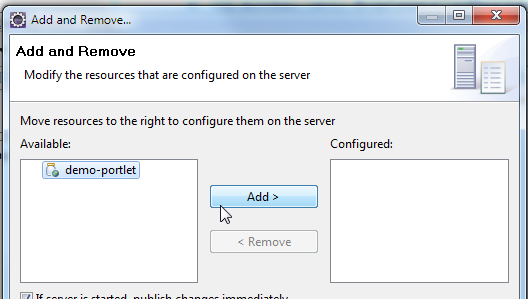 Add and Remove...
Add and Remove
Modify the resources that are configured on the server
Move resources to the right to configure them on the server
Available:
Configured:
demo-portlet
Add >
< Remove
If server is started, publish changes immediately